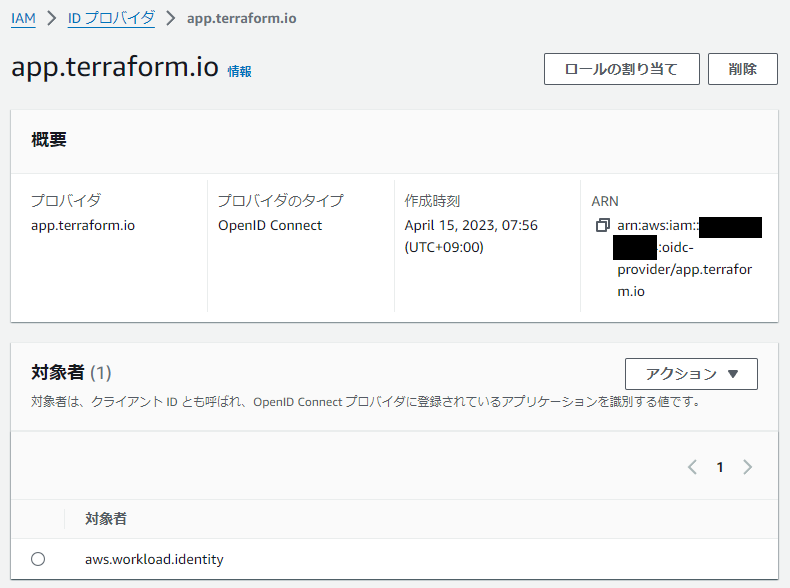 IAM > ID プロバイダ > app.terraform.io
app.terraform.io 情報
ロールの割り当て
削除
概要
プロバイダ
app.terraform.io
プロバイダのタイプ
OpenID Connect
作成時刻
April 15, 2023, 07:56
(UTC+09:00)
ARN
arn:aws:iam::
:oidc-
provider/app.terrafor
m.io
対象者 (1)
アクション ▼
対象者は、クライアント ID とも呼ばれ、OpenID Connect プロバイダに登録されているアプリケーションを識別する値です。
< 1 >
対象者
aws.workload.identity